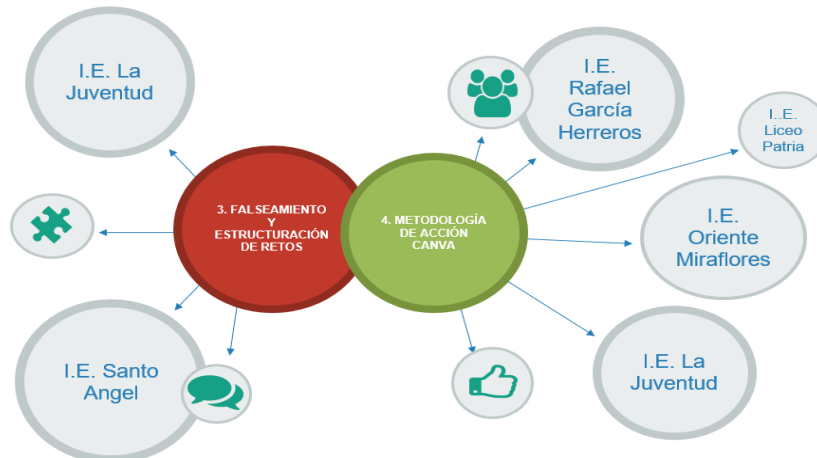 I.E. La
Juventud
3. FALSEAMIENTO
Y
ESTRUCTURACIÓN
DE RETOS
I.E. Santo
Angel
4. METODOLOGÍA
DE ACCIÓN
CANVA
I.E.
Rafael
García
Herreros
I..E.
Liceo
Patria
I.E.
Oriente
Miraflores
I.E. La
Juventud